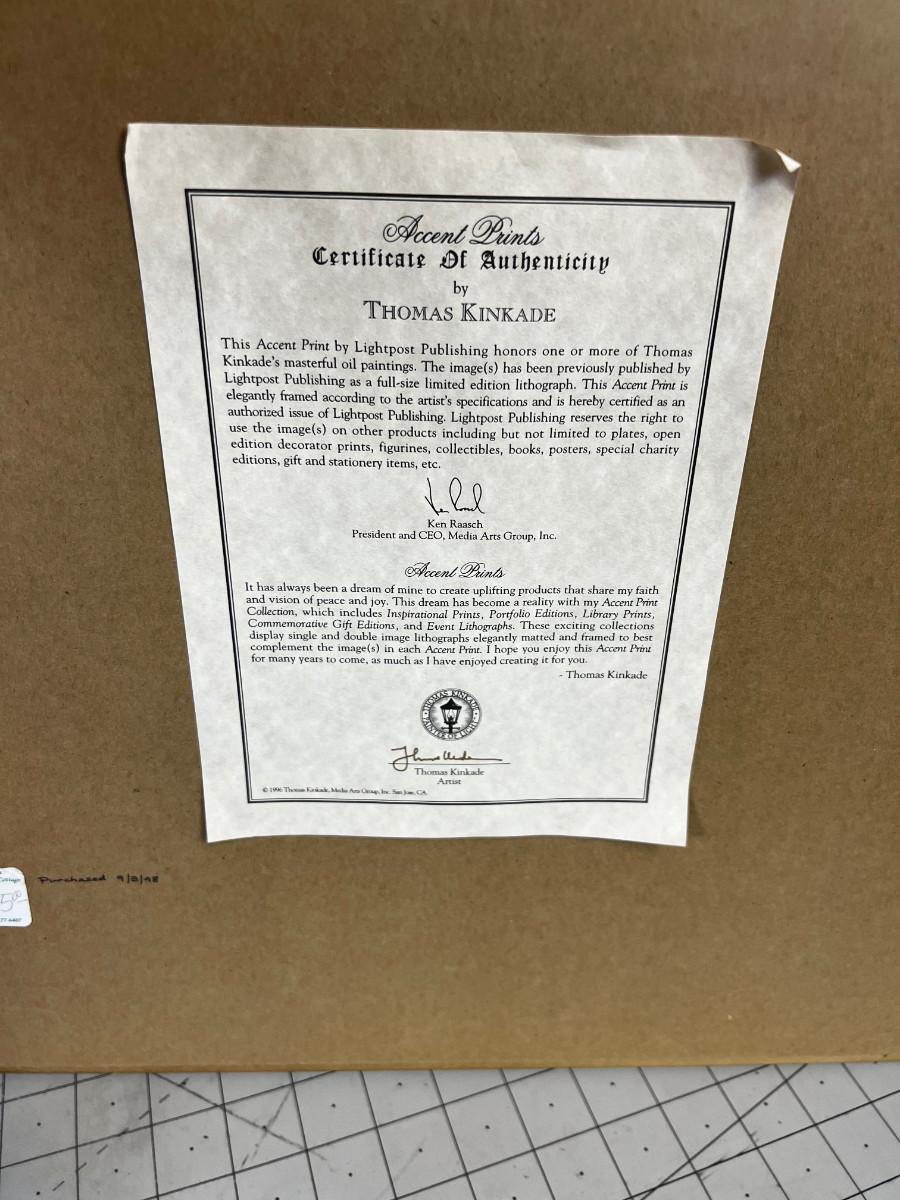 Accent Prints
Certificate Of Authenticity
by
THOMAS KINKADE
This Accent Print by Lightpost Publishing honors one or more of Thomas
Kinkade's masterful oil paintings. The image(s) has been previously published by
Lightpost Publishing as a full-size limited edition lithograph. This Accent Print is
elegantly framed according to the artist's specifications and is hereby certified as an
authorized issue of Lightpost Publishing. Lightpost Publishing reserves the right to
use the image(s) on other products including but not limited to plates, open
edition decorator prints, figurines, collectibles, books, posters, special charity
editions, gift and stationery items, etc.
Ken Raasch
President and CEO, Media Arts Group, Inc.
Accent Prints
It has always been a dream of mine to create uplifting products that share my faith
and vision of peace and joy. This dream has become a reality with my Accent Print
Collection, which includes Inspirational Prints, Portfolio Editions, Library Prints,
Commemorative Gift Editions, and Event Lithographs. These exciting collections
display single and double image lithographs elegantly matted and framed to best
complement the image(s) in each Accent Print. I hope you enjoy this Accent Print
for many years to come, as much as I have enjoyed creating it for you.
- Thomas Kinkade
THOMAS KINKADE
PAINTER OF LIGHT
Thomas Kinkade
Artist
© 1996 Thomas Kinkade, Media Arts Group, Inc. San Jose, CA.
Purchased 9/2/98